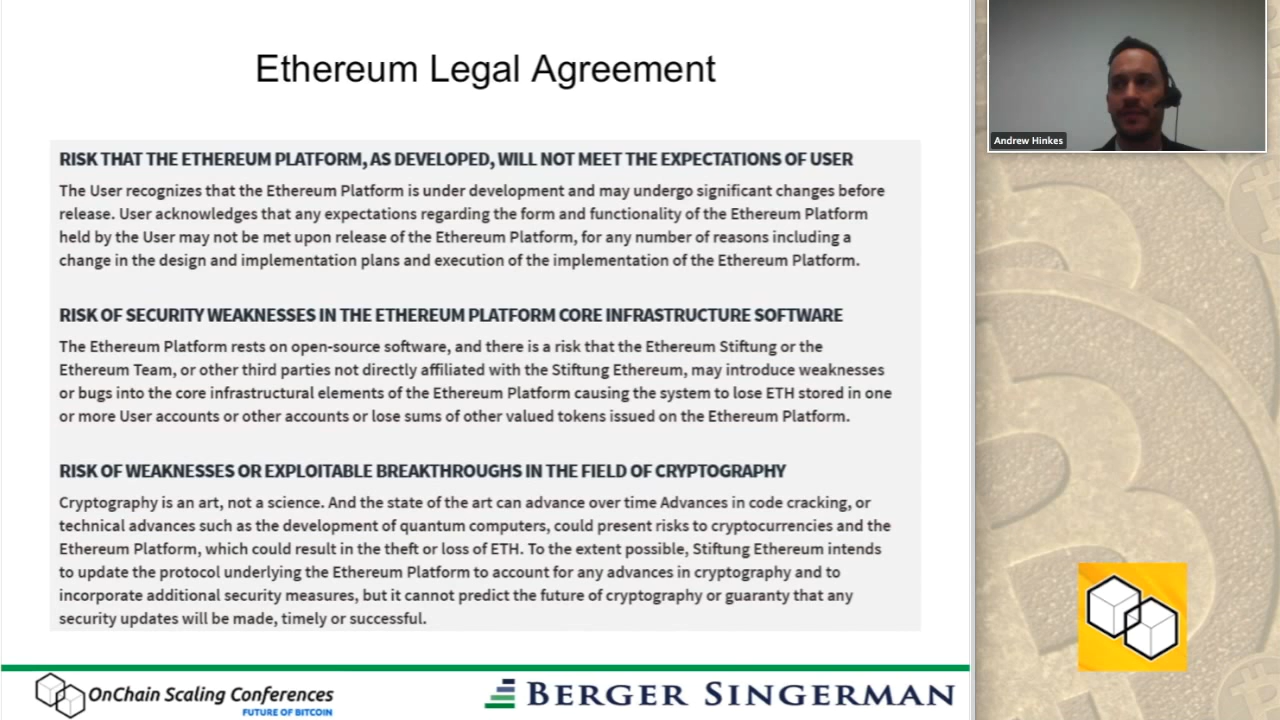 Ethereum Legal Agreement
RISK THAT THE ETHEREUM PLATFORM, AS DEVELOPED, WILL NOT MEET THE EXPECTATIONS OF USER
The User recognizes that the Ethereum Platform is under development and may undergo significant changes before
release. User acknowledges that any expectations regarding the form and functionality of the Ethereum Platform
held by the User may not be met upon release of the Ethereum Platform, for any number of reasons including a
change in the design and implementation plans and execution of the implementation of the Ethereum Platform.
RISK OF SECURITY WEAKNESSES IN THE ETHEREUM PLATFORM CORE INFRASTRUCTURE SOFTWARE
The Ethereum Platform rests on open-source software, and there is a risk that the Ethereum Stiftung or the
Ethereum Team, or other third parties not directly affiliated with the Stiftung Ethereum, may introduce weaknesses
or bugs into the core infrastructural elements of the Ethereum Platform causing the system to lose ETH stored in one
or more User accounts or other accounts or lose sums of other valued tokens issued on the Ethereum Platform.
RISK OF WEAKNESSES OR EXPLOITABLE BREAKTHROUGHS IN THE FIELD OF CRYPTOGRAPHY
Cryptography is an art, not a science. And the state of the art can advance over time Advances in code cracking, or
technical advances such as the development of quantum computers, could present risks to cryptocurrencies and the
Ethereum Platform, which could result in the theft or loss of ETH. To the extent possible, Stiftung Ethereum intends
to update the protocol underlying the Ethereum Platform to account for any advances in cryptography and to
incorporate additional security measures, but it cannot predict the future of cryptography or guaranty that any
security updates will be made, timely or successful.
OnChain Scaling Conferences
FUTURE OF BITCOIN
BERGER SINGERMAN
Andrew Hinkes